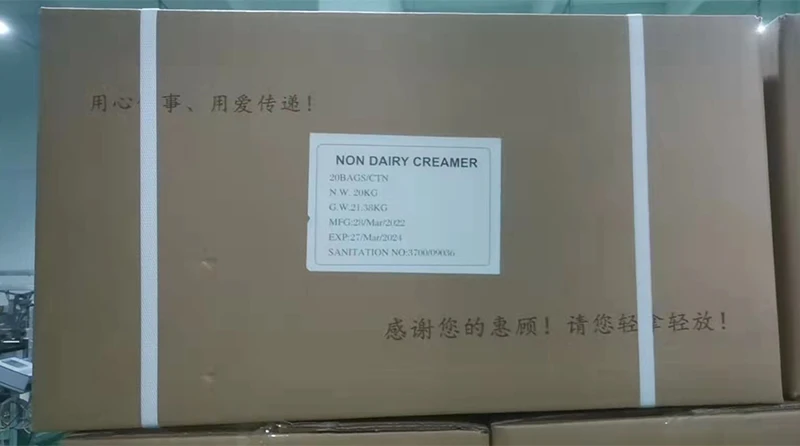 用心 事、用爱传递！
NON DAIRY CREAMER
20BAGS/CTN
N.W. 20KG
G.W.21.38KG
MFG:28/Mar/2022
EXP:27/Mar/2024
SANITATION NO:3700/09036
感谢您的惠顾！请您轻拿轻放！